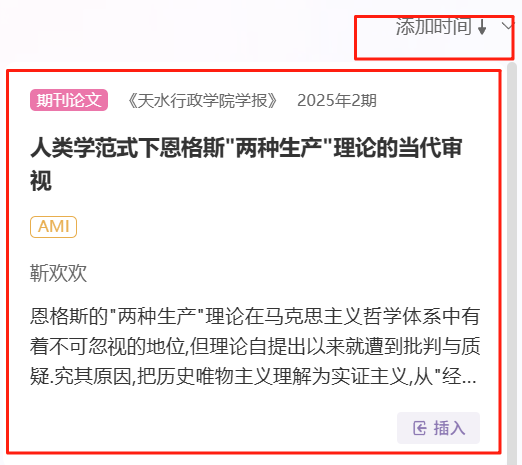 添加时间
期刊论文 《天水行政学院学报》 2025年2期
人类学范式下恩格斯"两种生产"理论的当代审
视
AMI
靳欢欢
恩格斯的"两种生产"理论在马克思主义哲学体系中有
着不可忽视的地位,但理论自提出以来就遭到批判与质
疑.究其原因,把历史唯物主义理解为实证主义,从"经...
插入